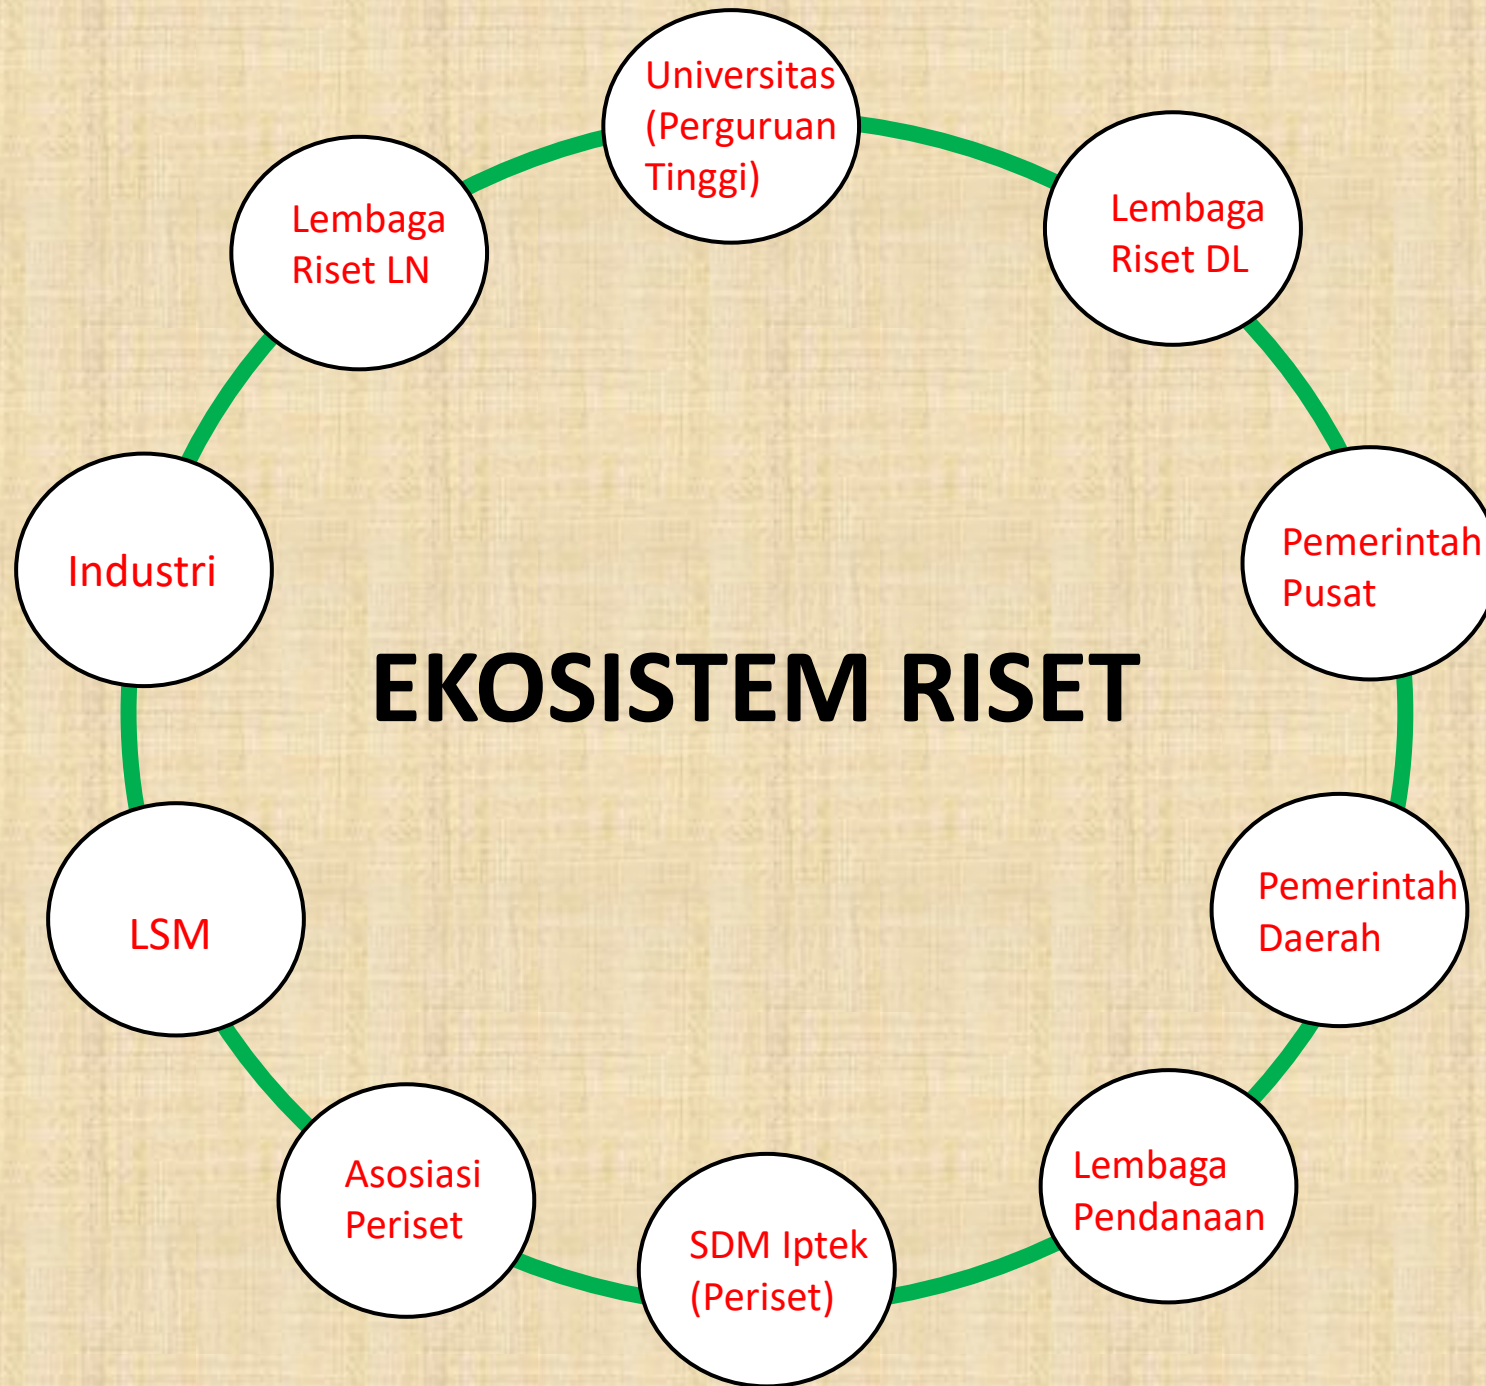 Universitas
(Perguruan
Tinggi)
Lembaga
Riset DL
Pemerintah
Pusat
Pemerintah
Daerah
Lembaga
Pendanaan
SDM Iptek
(Periset)
Asosiasi
Periset
LSM
Industri
Lembaga
Riset LN
EKOSISTEM RISET